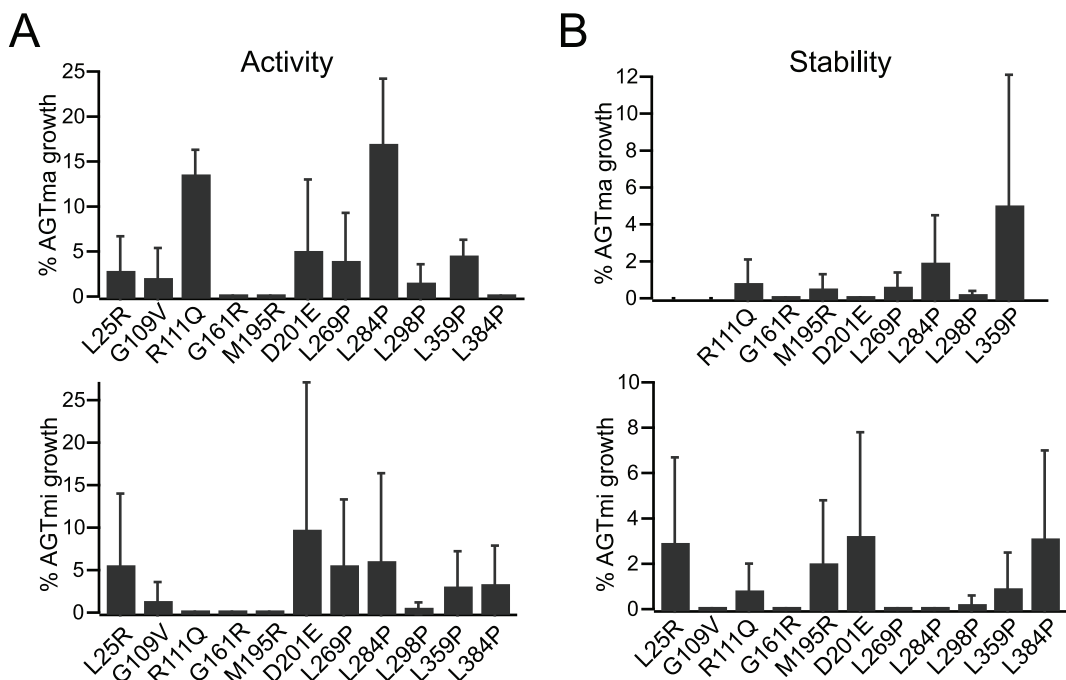 A
Activity
% AGTma growth
25
20
15
10
5
0
L25R
G109V
R111Q
G161R
M195R
D201E
L269P
L284P
L298P
L359P
L384P
B
Stability
% AGTma growth
12
10
8
6
4
2
0
R111Q
G161R
M195R
D201E
L269P
L284P
L298P
L359P
% AGTmi growth
25
20
15
10
5
0
L25R
G109V
R111Q
G161R
M195R
D201E
L269P
L284P
L298P
L359P
L384P
% AGTmi growth
10
8
6
4
2
0
L25R
G109V
R111Q
G161R
M195R
D201E
L269P
L284P
L298P
L359P
L384P